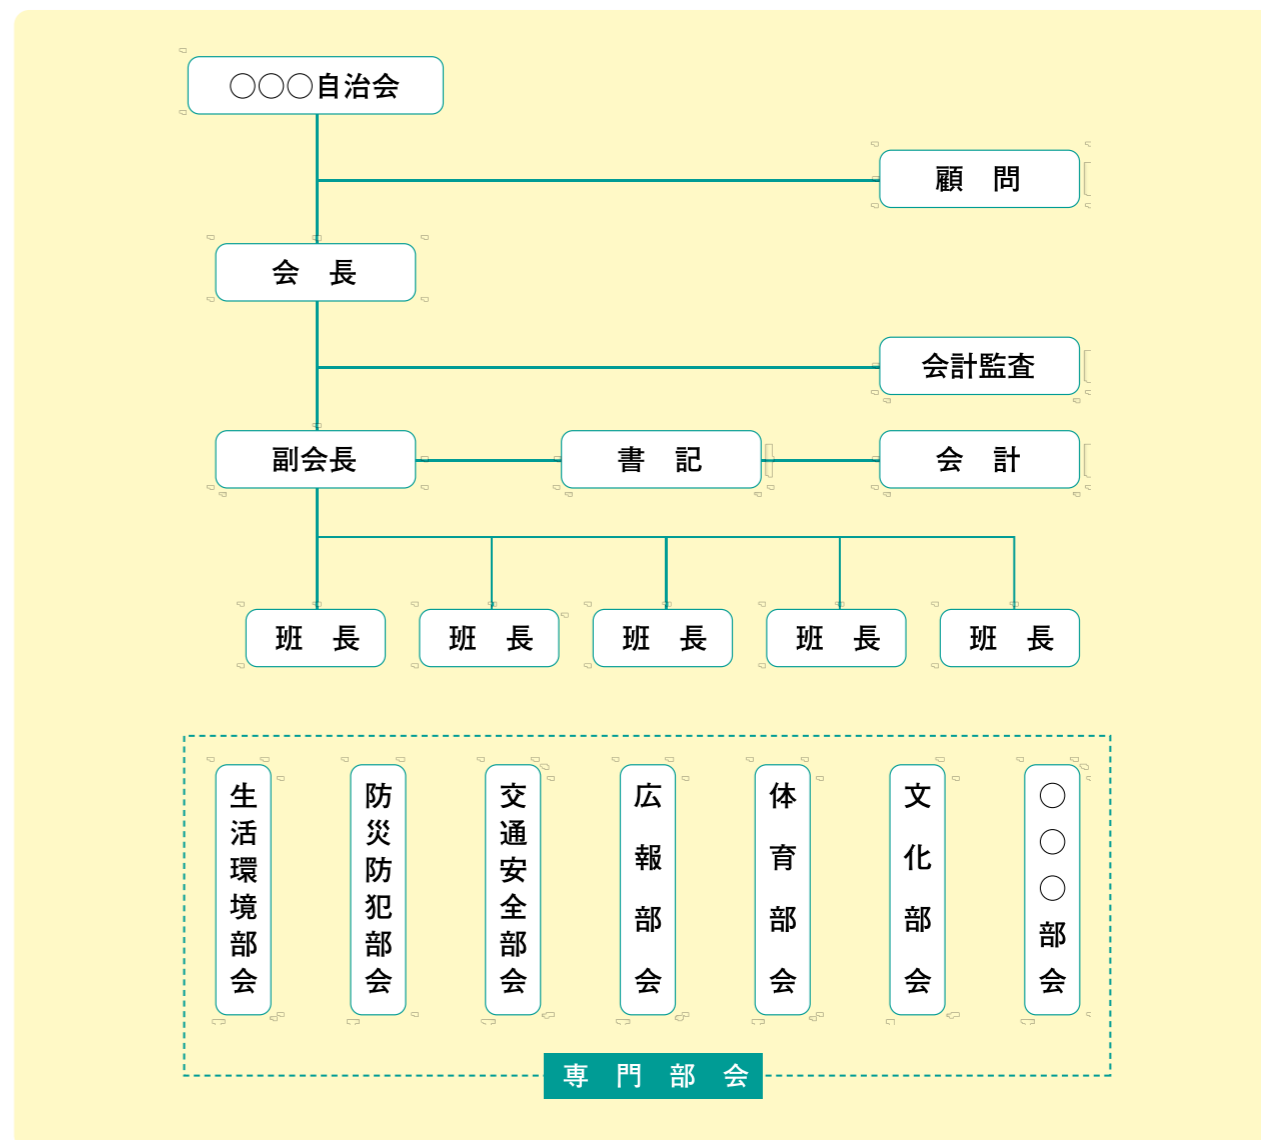 ○○○自治会
顧　問
会　長
会計監査
副会長
書　記
会　計
班　長
班　長
班　長
班　長
班　長
生活環境部会
防災防犯部会
交通安全部会
広報部会
体育部会
文化部会
○○○部会
専門部会